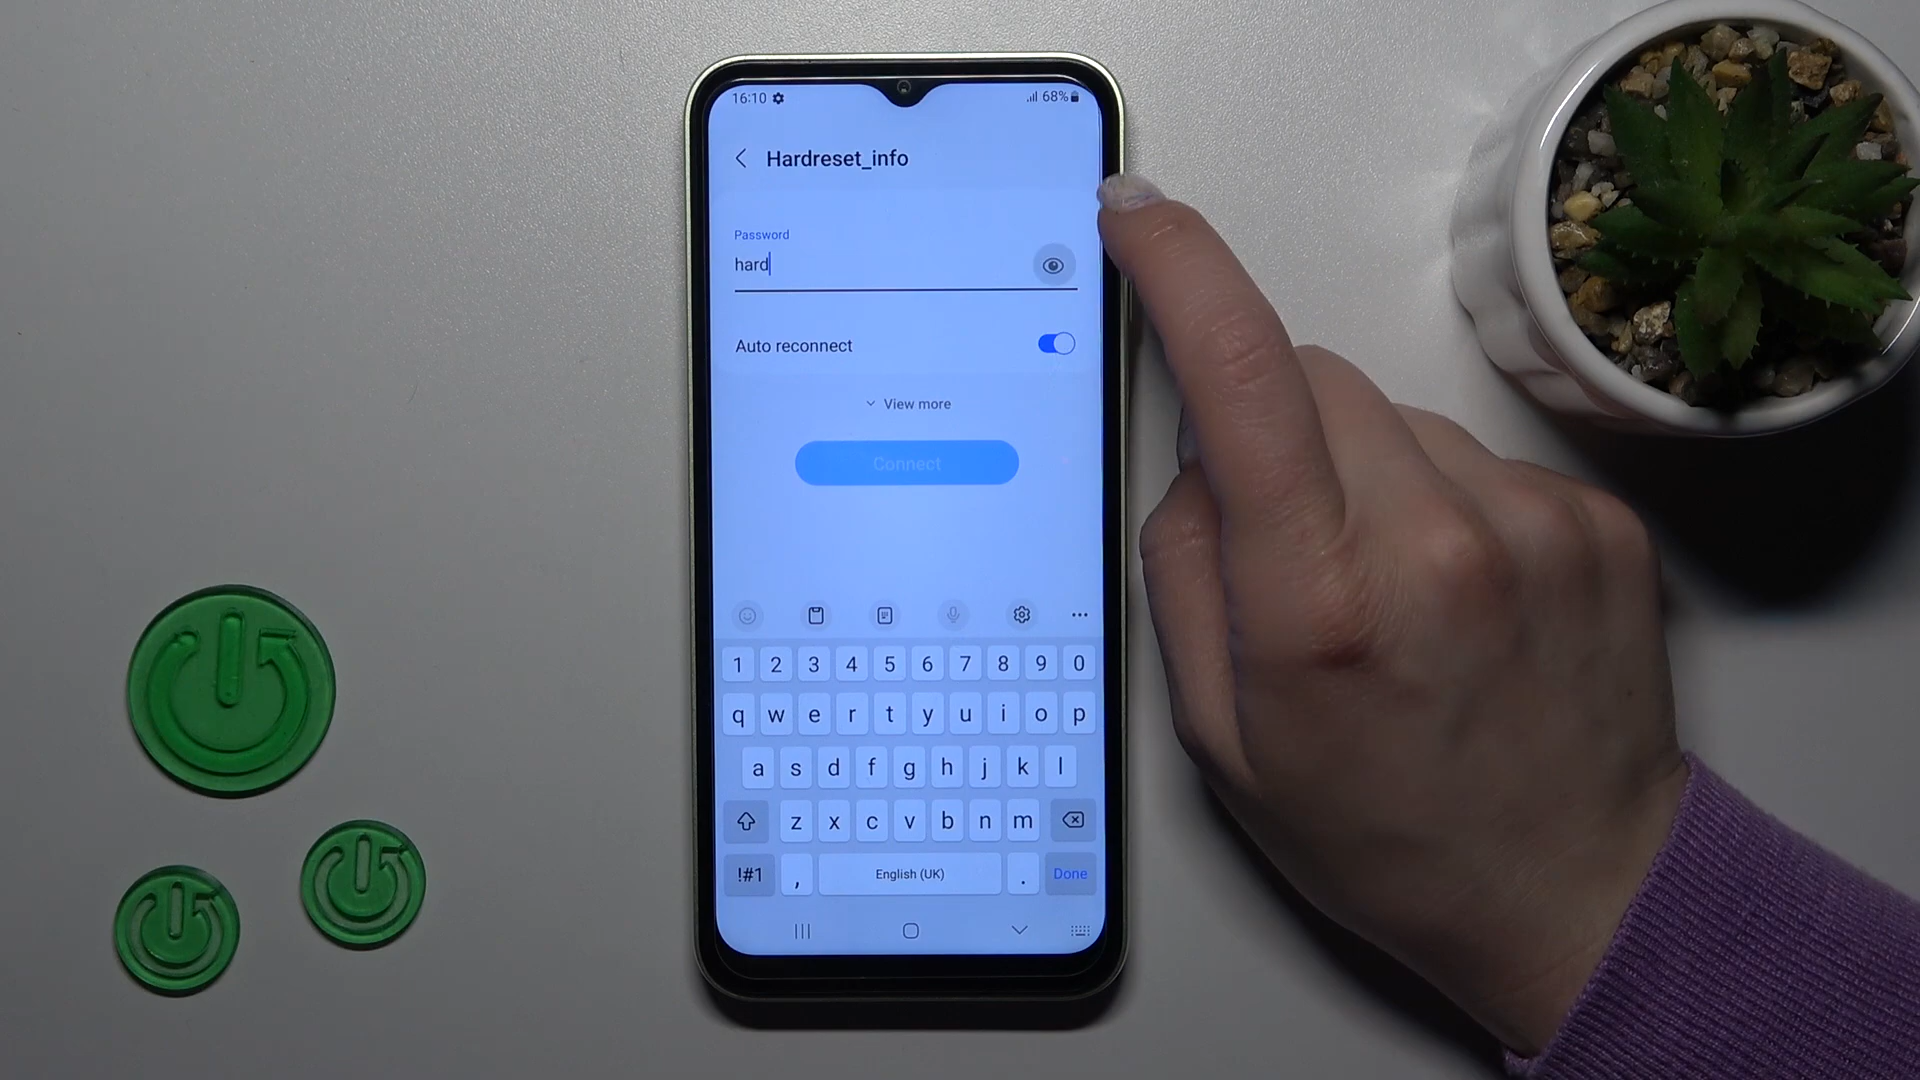 16:10 68%
Hardreset_info
Password
hard
Auto reconnect
View more
Connect
1 2 3 4 5 6 7 8 9 0
q w e r t y u i o p
a s d f g h j k l
z x c v b n m
!#1 , English (UK) . Done